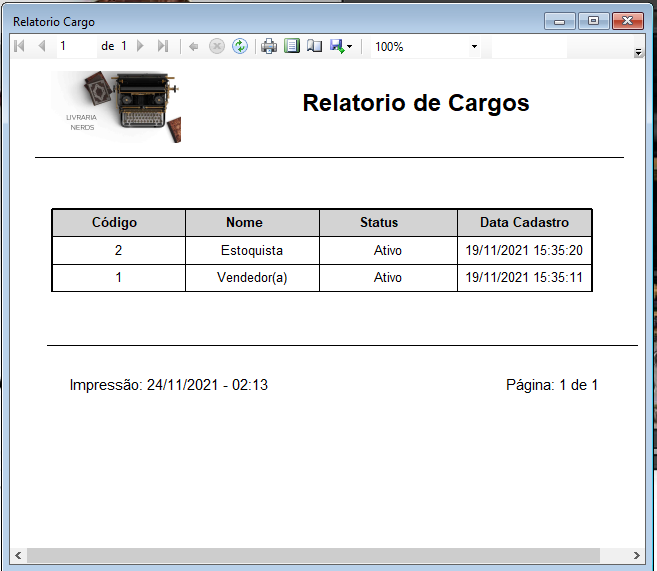 Relatorio Cargo
1 de 1 100%
LIVRARIA
NERDS
Relatorio de Cargos
Código Nome Status Data Cadastro
2 Estoquista Ativo 19/11/2021 15:35:20
1 Vendedor(a) Ativo 19/11/2021 15:35:11
Impressão: 24/11/2021 - 02:13 Página: 1 de 1